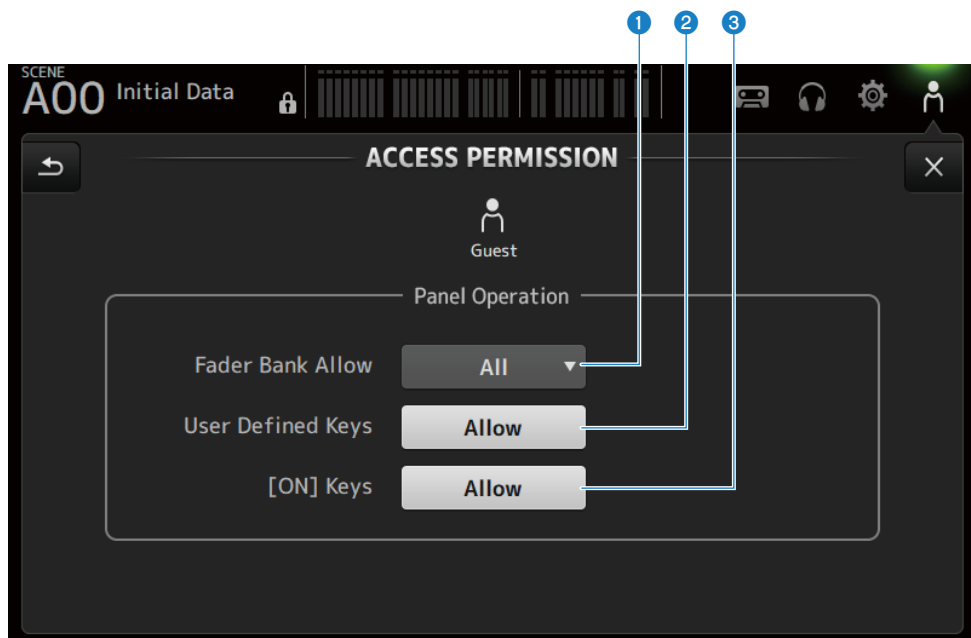 1 2 3
SCENE
A00 Initial Data
ACCESS PERMISSION
Guest
Panel Operation
Fader Bank Allow All
User Defined Keys Allow
[ON] Keys Allow